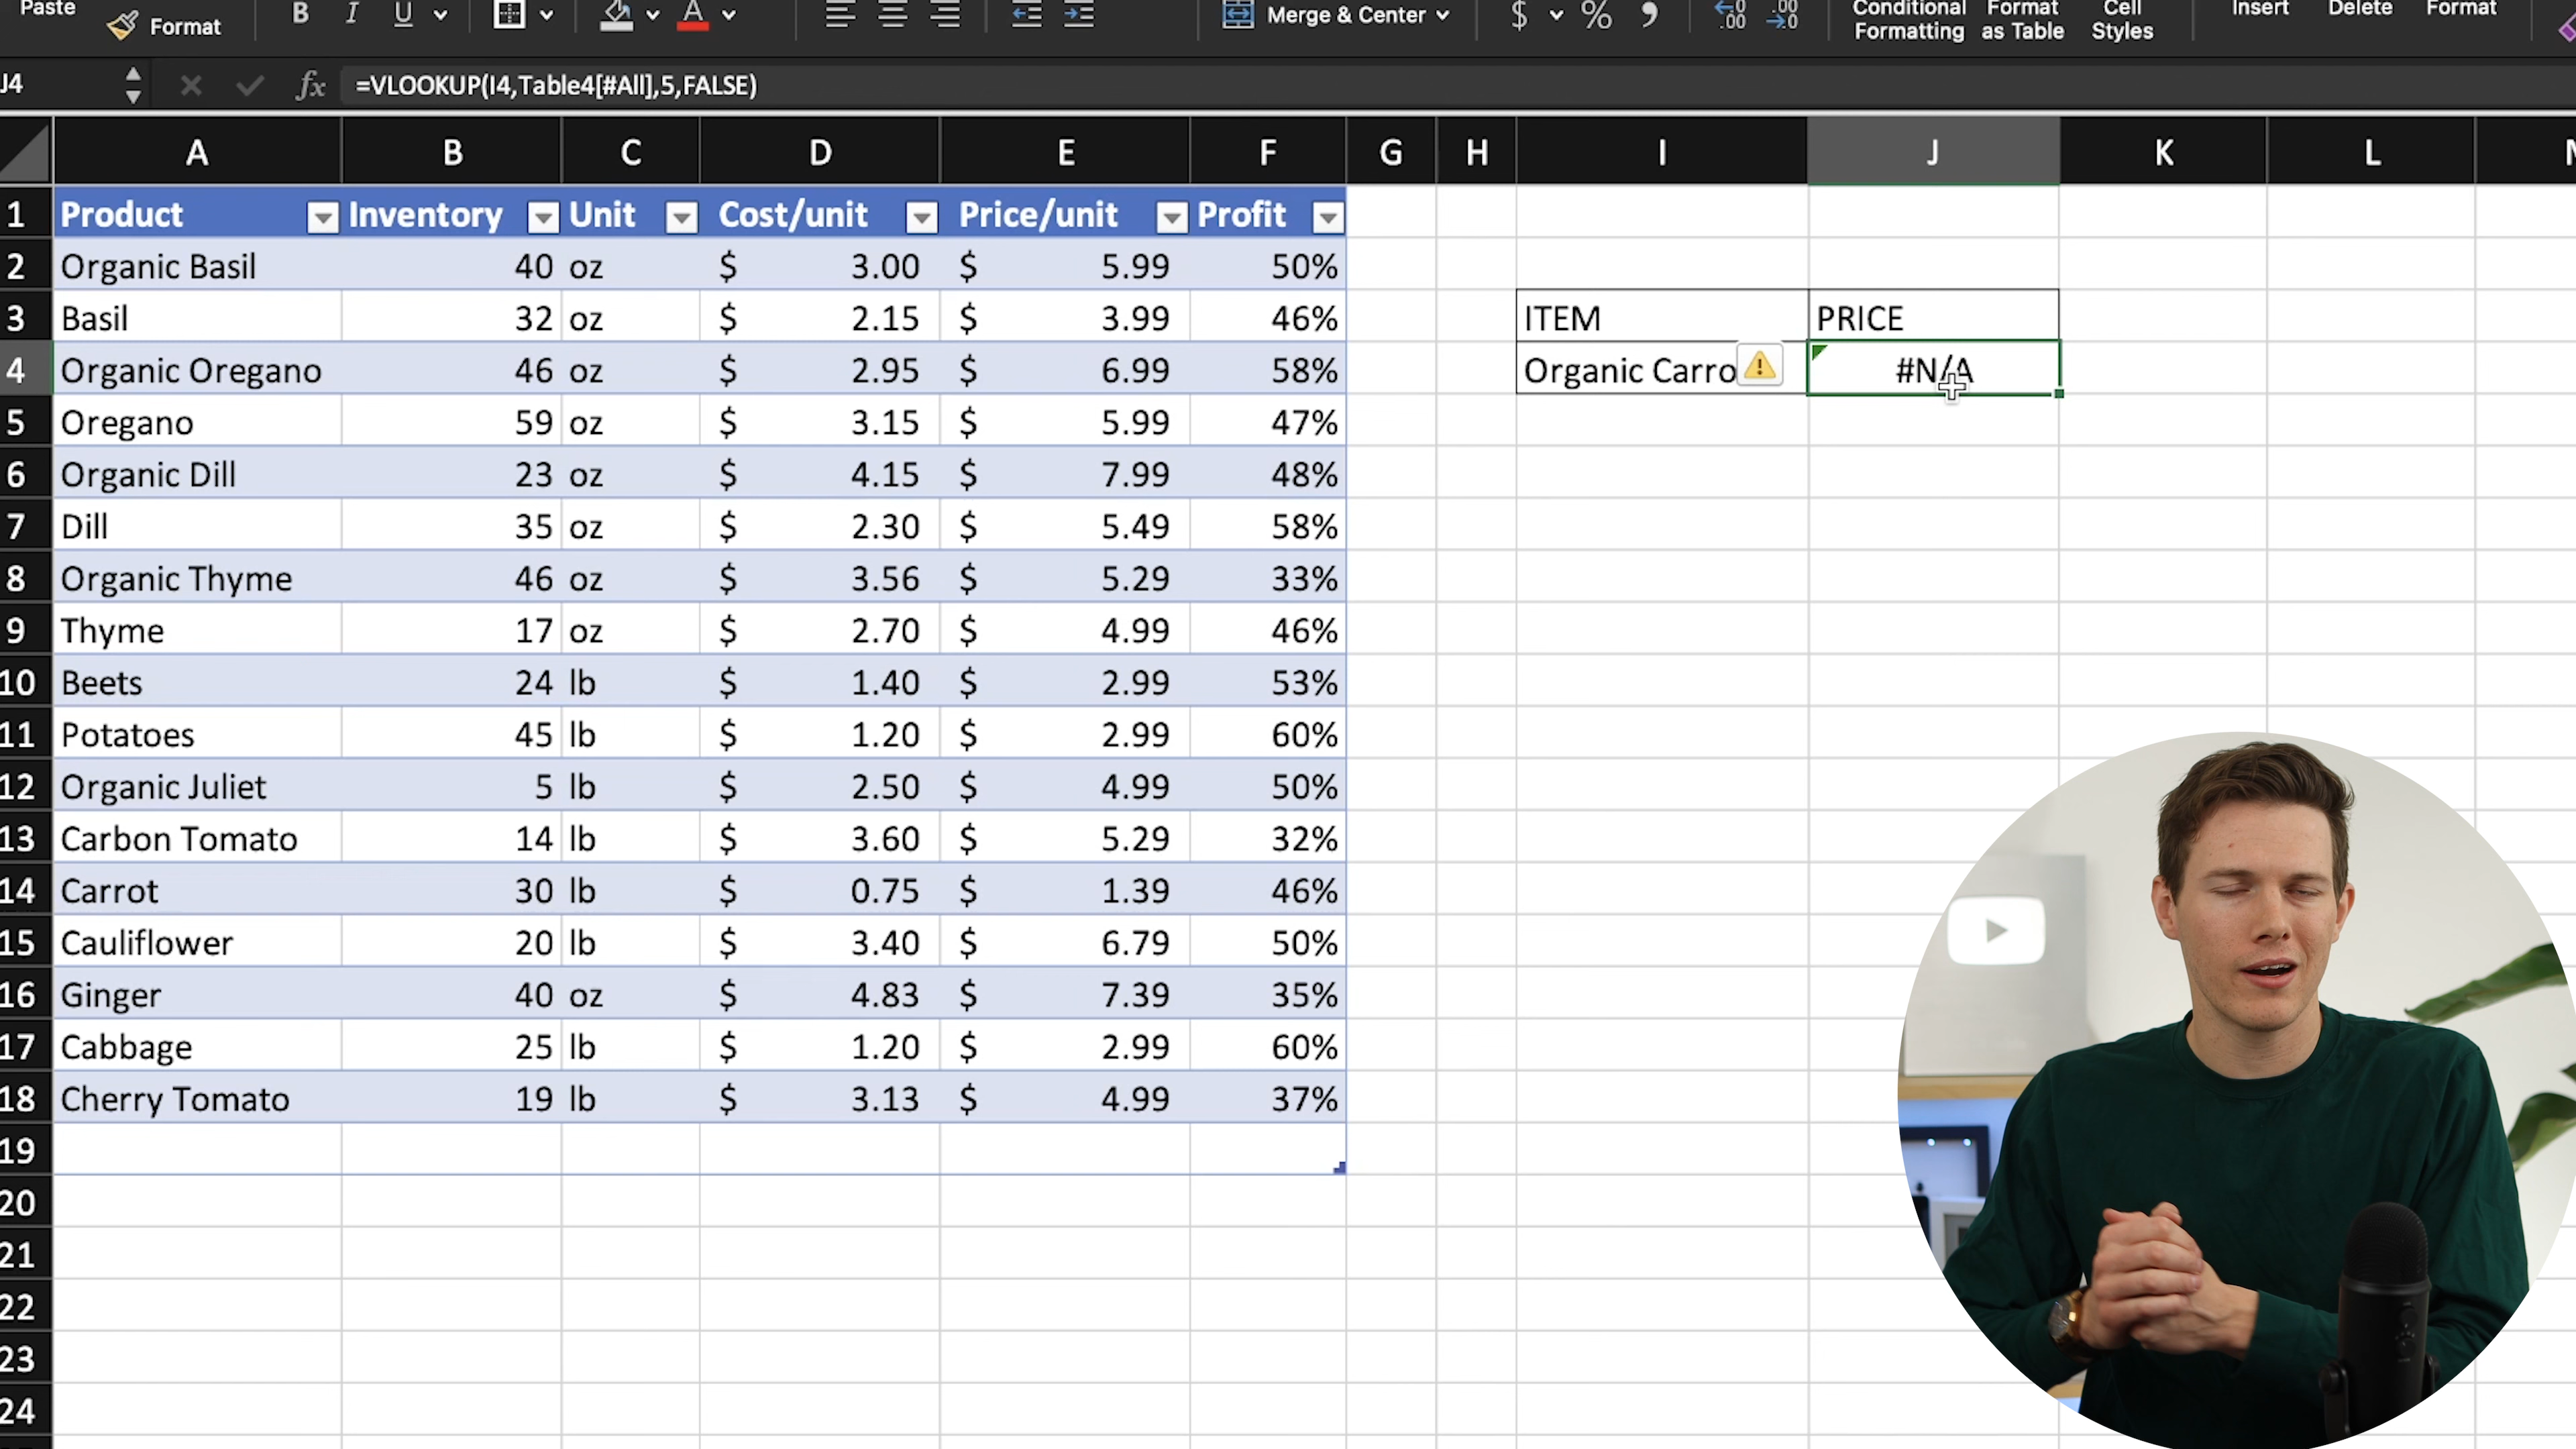 Paste
Format
B I U A
Merge & Center
$ % 9
.00 .00
Conditional Formatting
Format as Table
Cell Styles
Insert Delete Format
J4 fx =VLOOKUP(I4,Table4[#All],5,FALSE)
A B C D E F G H I J K L
1 Product Inventory Unit Cost/unit Price/unit Profit
2 Organic Basil 40 oz $ 3.00 $ 5.99 50%
3 Basil 32 oz $ 2.15 $ 3.99 46% ITEM PRICE
4 Organic Oregano 46 oz $ 2.95 $ 6.99 58% Organic Carro #N/A
5 Oregano 59 oz $ 3.15 $ 5.99 47%
6 Organic Dill 23 oz $ 4.15 $ 7.99 48%
7 Dill 35 oz $ 2.30 $ 5.49 58%
8 Organic Thyme 46 oz $ 3.56 $ 5.29 33%
9 Thyme 17 oz $ 2.70 $ 4.99 46%
10 Beets 24 lb $ 1.40 $ 2.99 53%
11 Potatoes 45 lb $ 1.20 $ 2.99 60%
12 Organic Juliet 5 lb $ 2.50 $ 4.99 50%
13 Carbon Tomato 14 lb $ 3.60 $ 5.29 32%
14 Carrot 30 lb $ 0.75 $ 1.39 46%
15 Cauliflower 20 lb $ 3.40 $ 6.79 50%
16 Ginger 40 oz $ 4.83 $ 7.39 35%
17 Cabbage 25 lb $ 1.20 $ 2.99 60%
18 Cherry Tomato 19 lb $ 3.13 $ 4.99 37%
19
20
21
22
23
24